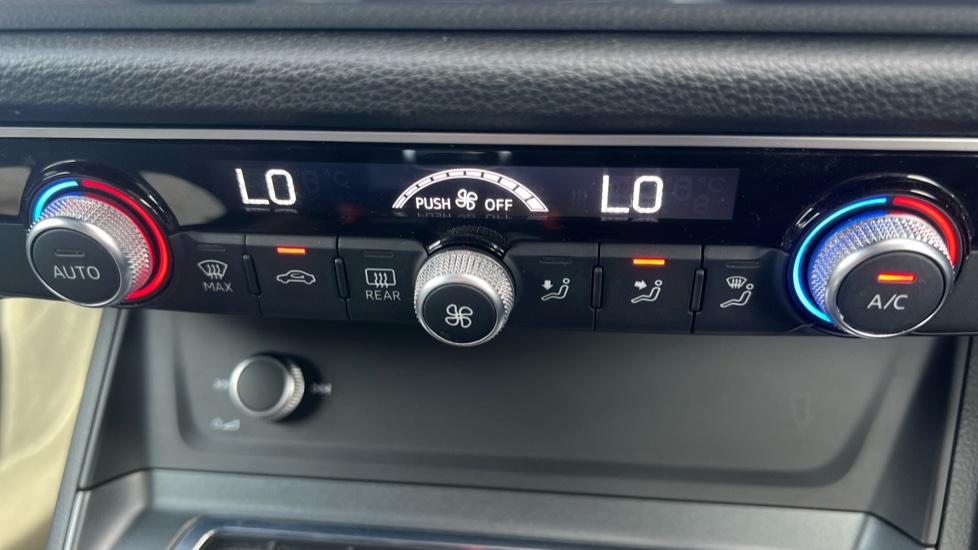 LO
PUSH OFF
LO
AUTO
MAX
REAR
A/C